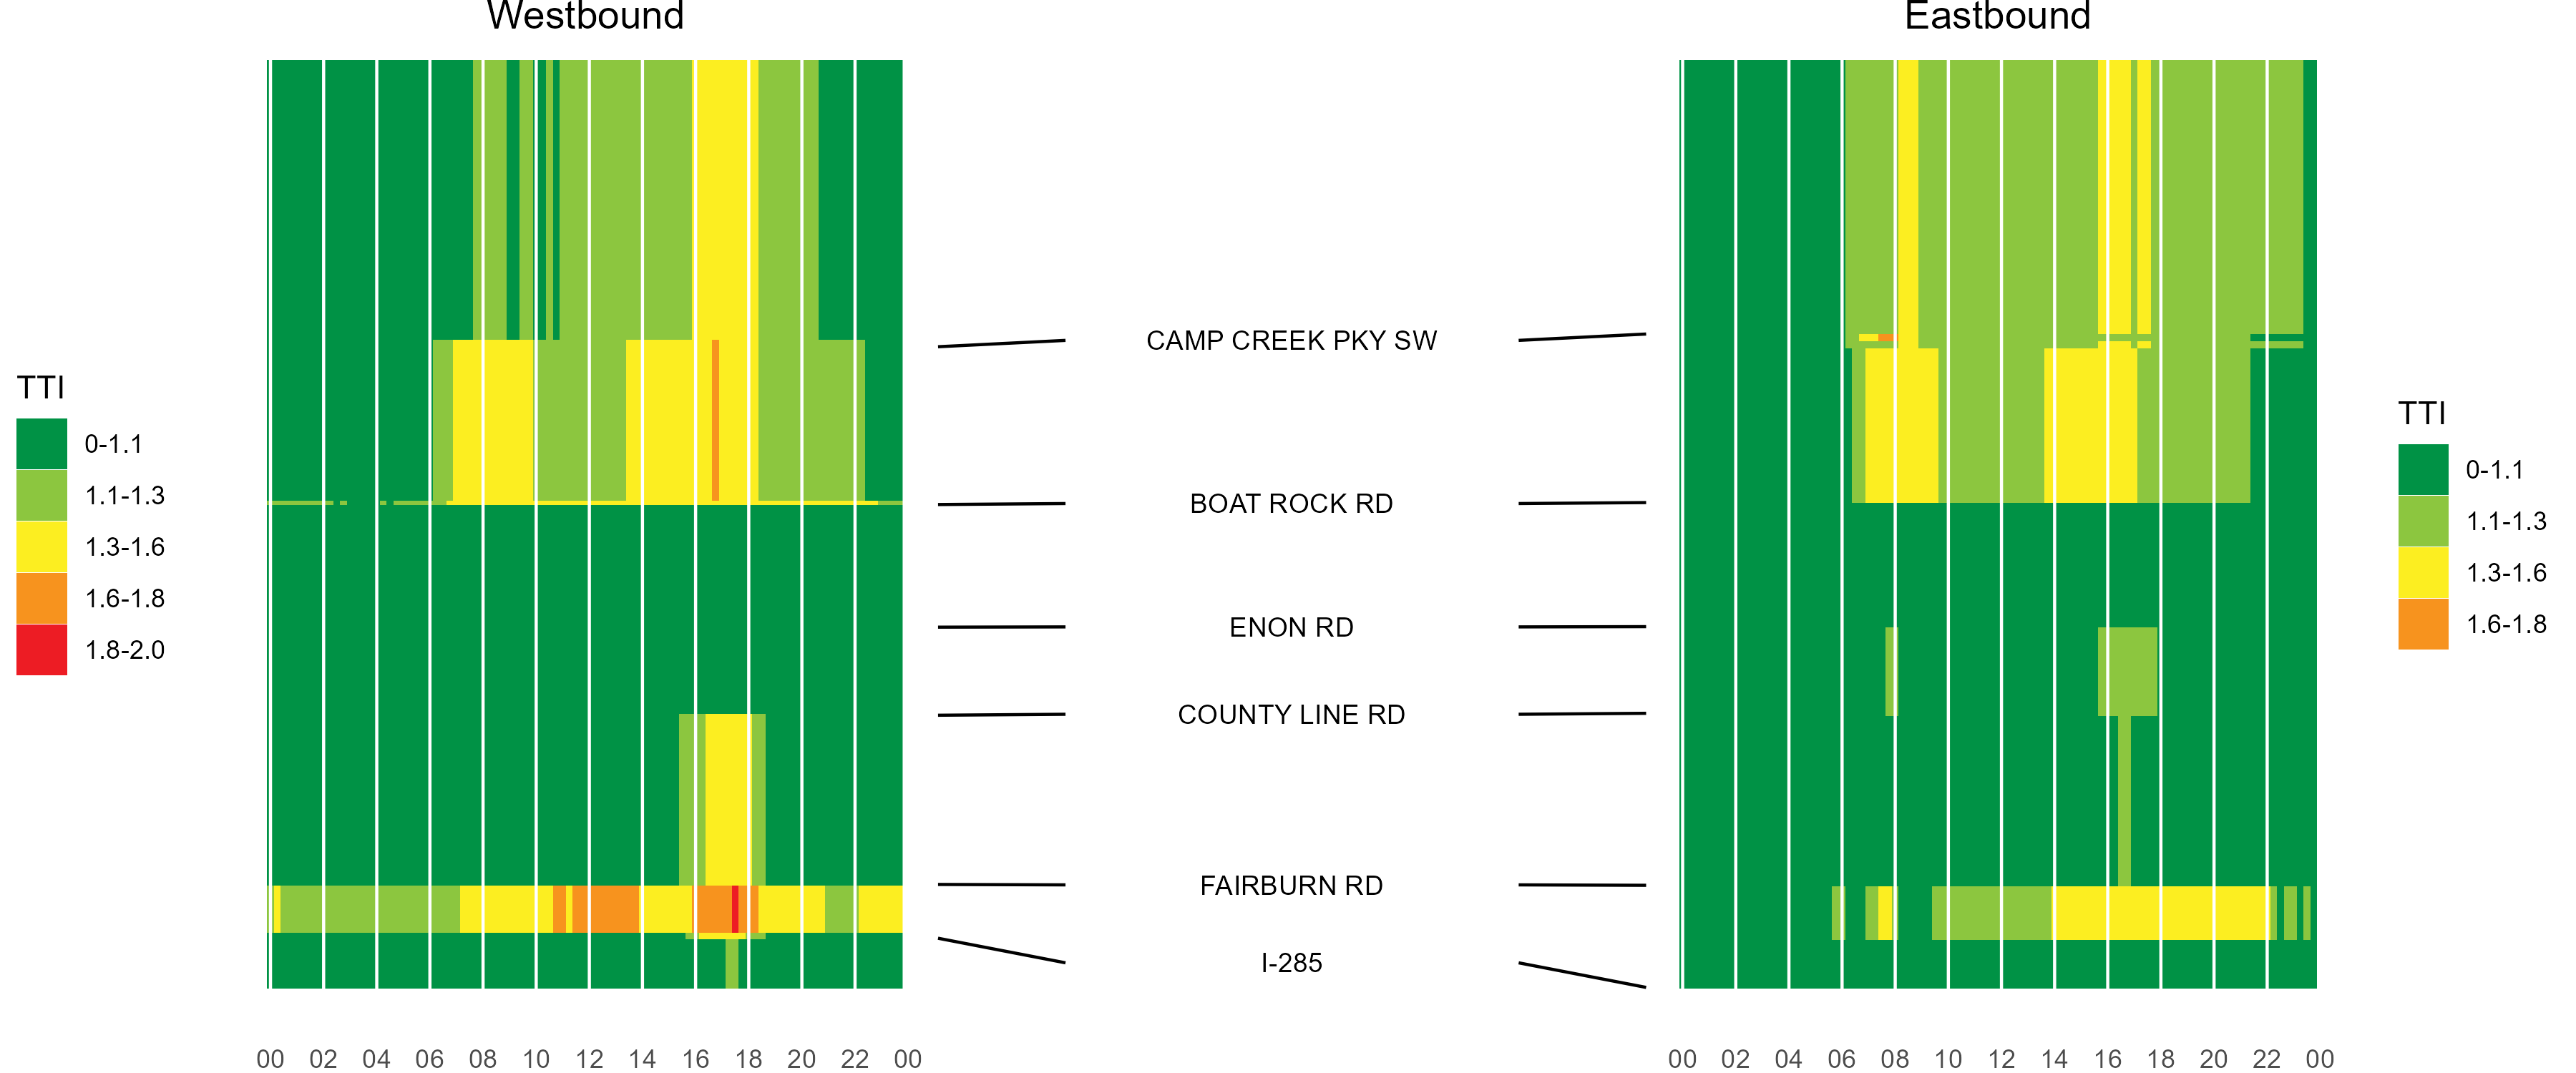 Westbound
Eastbound
TTI
0-1.1
1.1-1.3
1.3-1.6
1.6-1.8
1.8-2.0
CAMP CREEK PKY SW
BOAT ROCK RD
ENON RD
COUNTY LINE RD
FAIRBURN RD
I-285
TTI
0-1.1
1.1-1.3
1.3-1.6
1.6-1.8
00 02 04 06 08 10 12 14 16 18 20 22 00
00 02 04 06 08 10 12 14 16 18 20 22 00